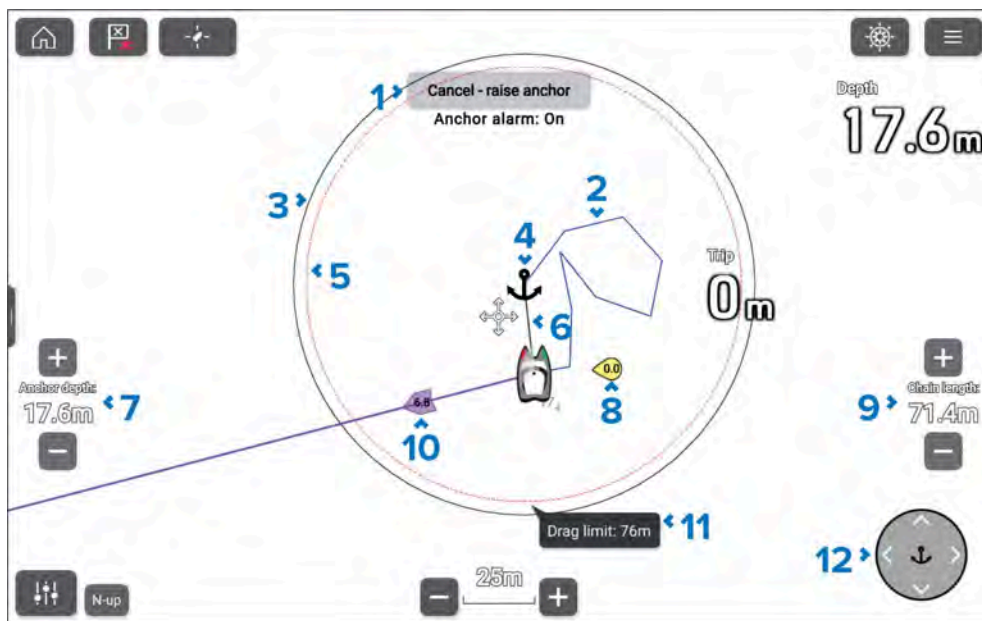 1
Cancel - raise anchor
Anchor alarm: On
Depth
17.6m
2
3
4
5
Trip
0m
6
Anchor depth:
17.6m
7
0.0
8
Chain length:
71.4m
9
6.8
10
17.4
Drag limit: 76m
11
12
N-up
25m